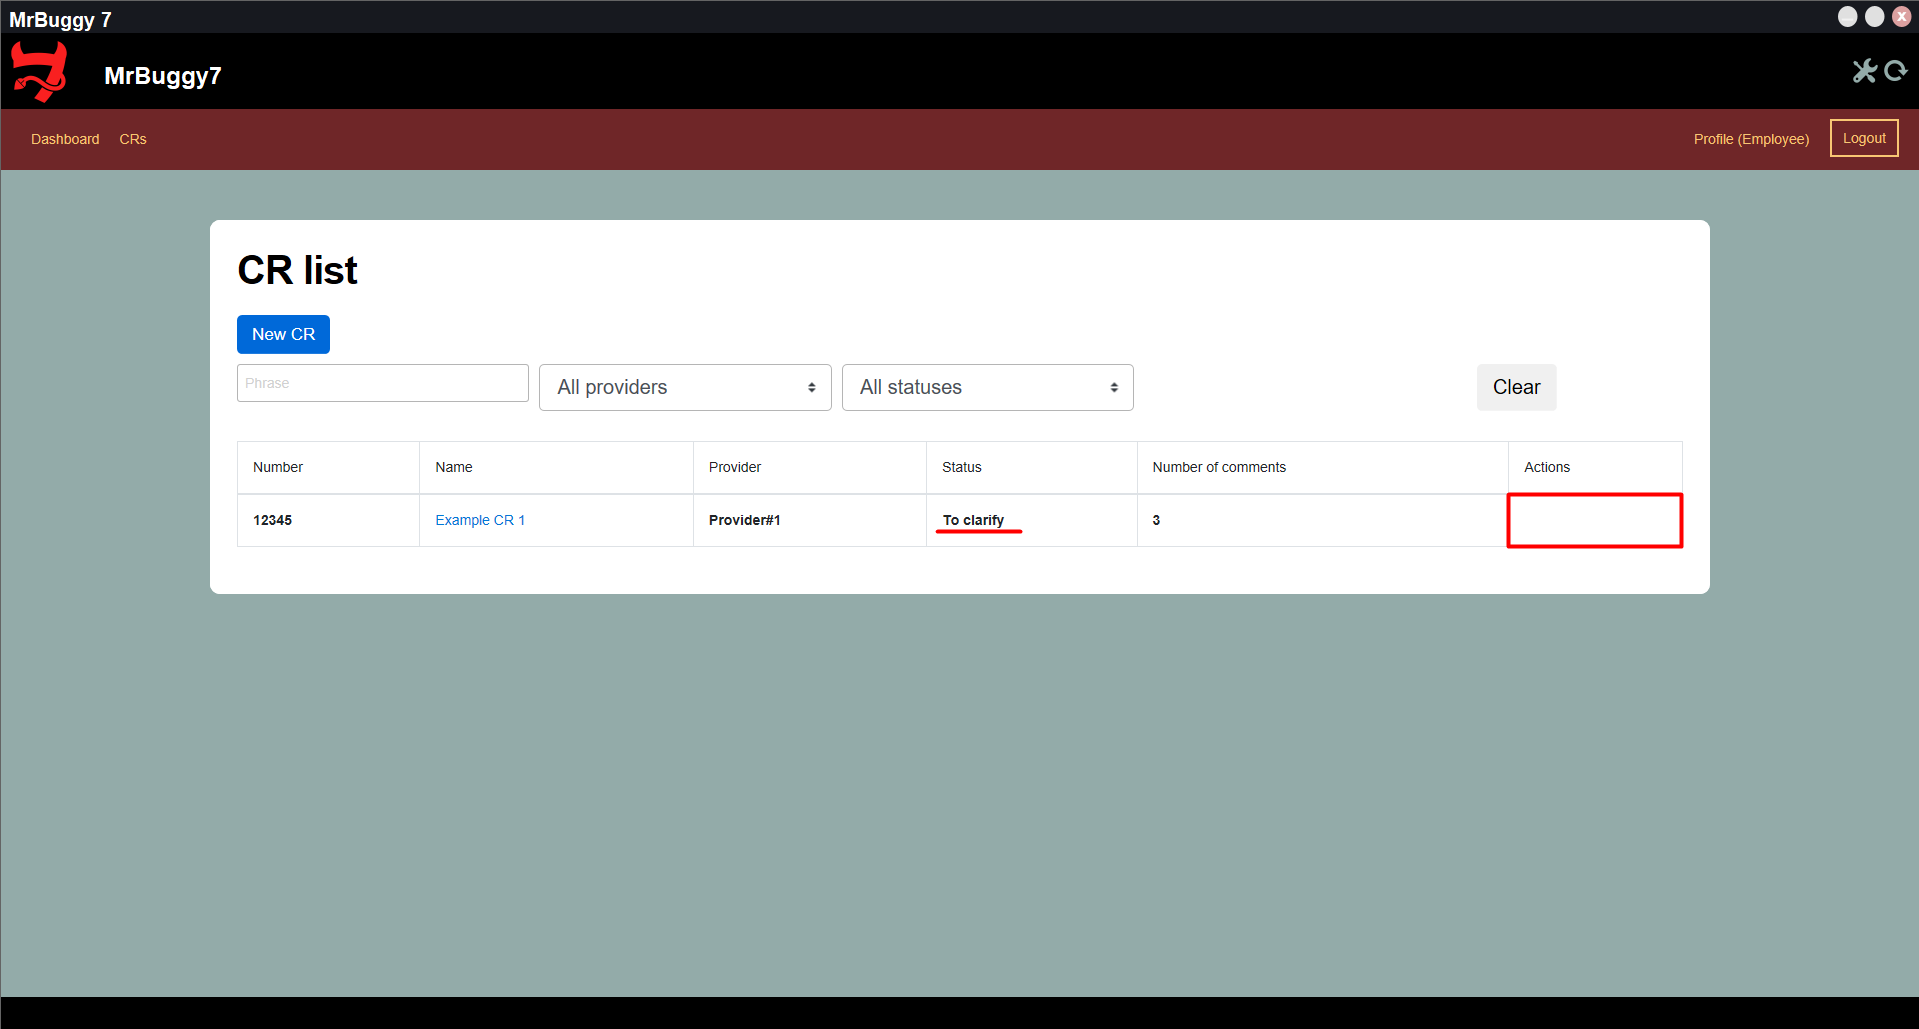 MrBuggy 7
x
MrBuggy7
Dashboard CRs Profile (Employee) Logout
CR list
New CR
Phrase All providers All statuses Clear
Number Name Provider Status Number of comments Actions
12345 Example CR 1 Provider#1 To clarify 3